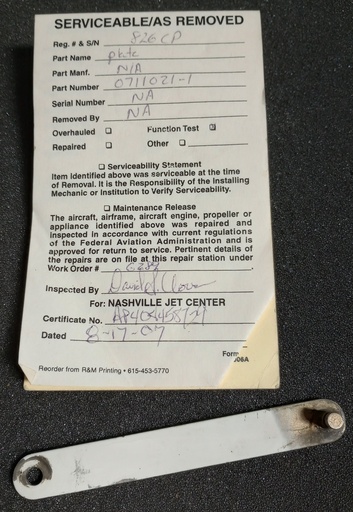 SERVICEABLE/AS REMOVED
Reg. # & S/N 826 CP
Part Name plate
Part Manf. N/A
Part Number 0711021-1
Serial Number NA
Removed By NA
Overhauled ☐ Function Test ☒
Repaired ☐ Other ☐
☐ Serviceability Statement
Item Identified above was serviceable at the time
of Removal. It is the Responsibility of the Installing
Mechanic or Institution to Verify Serviceability.
☐ Maintenance Release
The aircraft, airframe, aircraft engine, propeller or
appliance identified above was repaired and
inspected in accordance with current regulations
of the Federal Aviation Administration and is
approved for return to service. Pertinent details of
the repairs are on file at this repair station under
Work Order #
Inspected By David
For: NASHVILLE JET CENTER
Certificate No.
Dated 8-17-07
Form
Reorder from R&M Printing • 615-453-5770